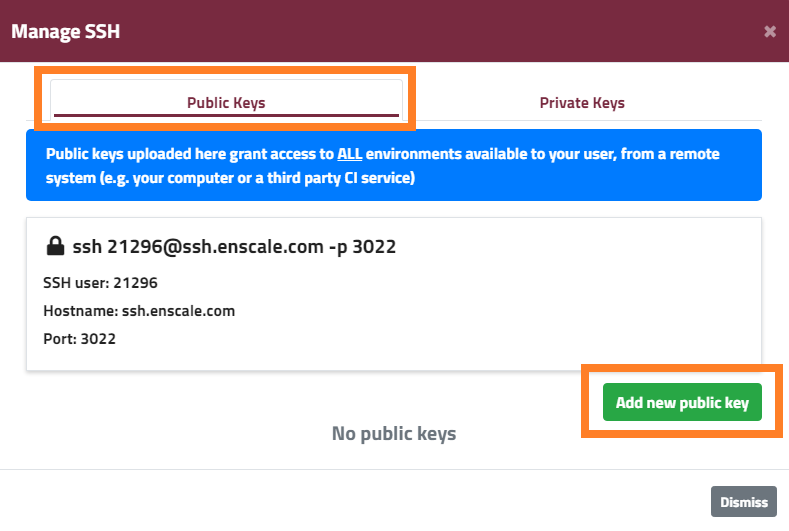 Manage SSH
×
Public Keys
Private Keys
Public keys uploaded here grant access to ALL environments available to your user, from a remote
system (e.g. your computer or a third party CI service)
ssh 21296@ssh.enscale.com -p 3022
SSH user: 21296
Hostname: ssh.enscale.com
Port: 3022
Add new public key
No public keys
Dismiss